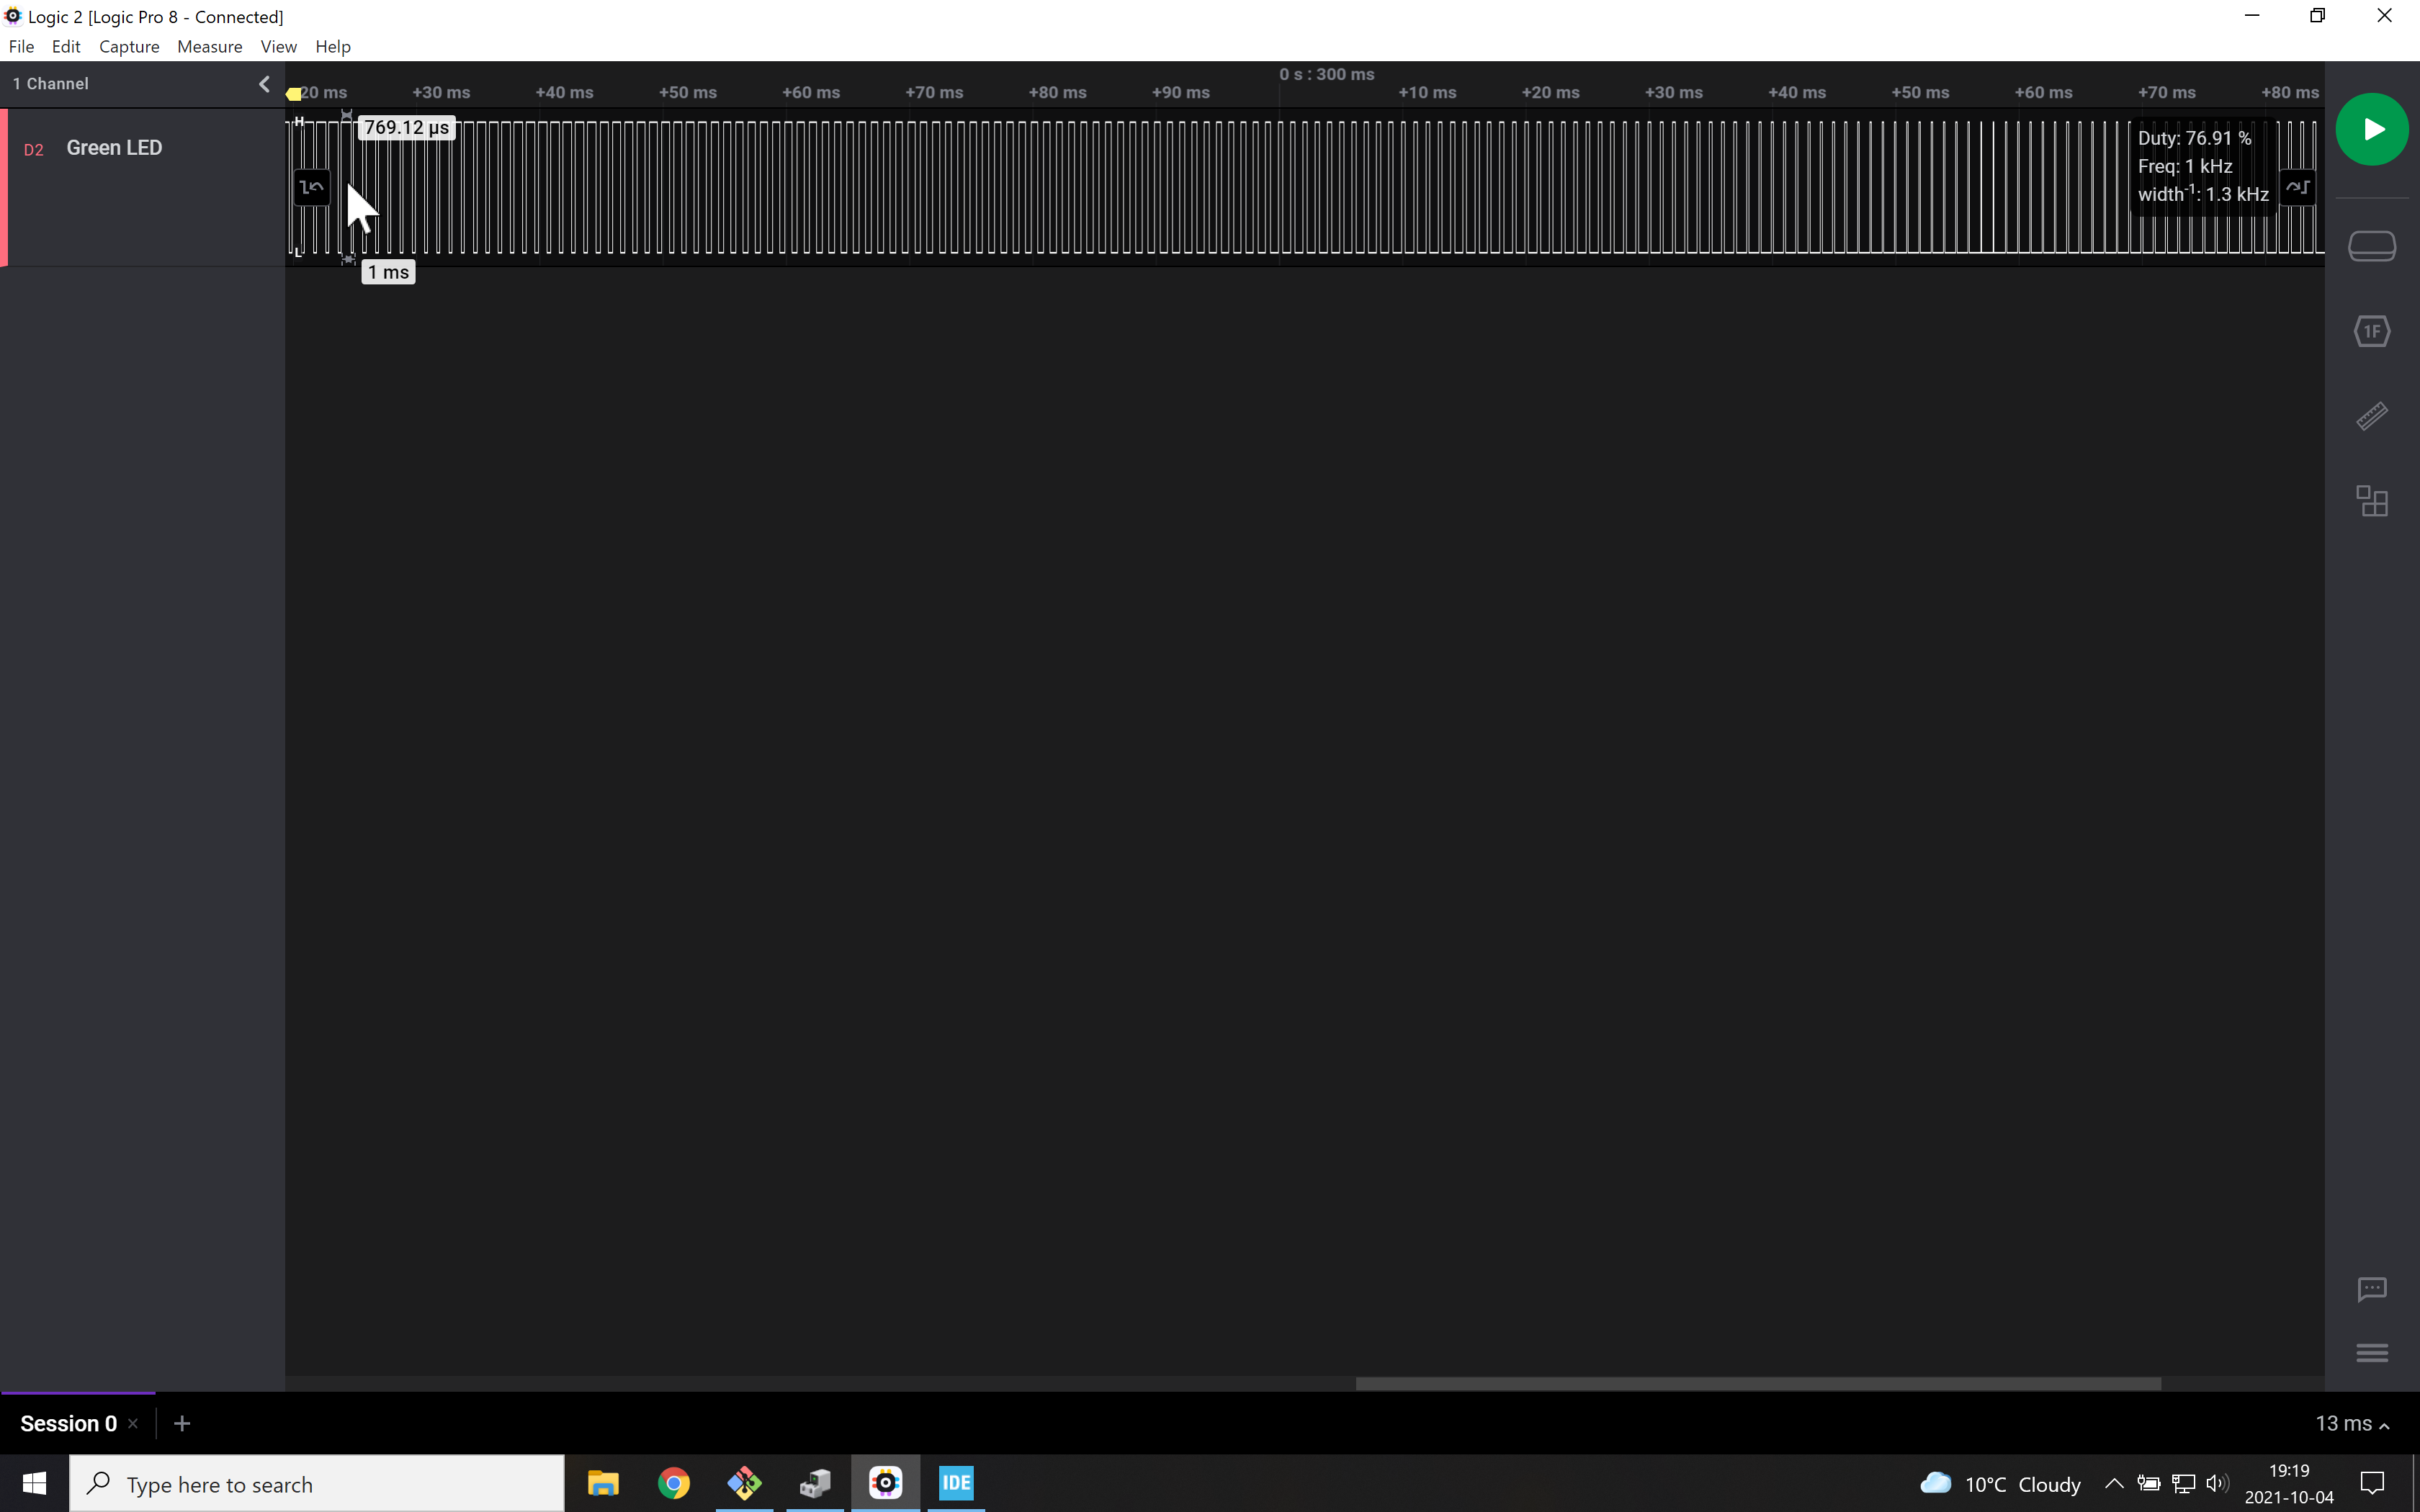 Logic 2 [Logic Pro 8 - Connected]
File Edit Capture Measure View Help
1 Channel
0 s : 300 ms
20 ms +30 ms +40 ms +50 ms +60 ms +70 ms +80 ms +90 ms +10 ms +20 ms +30 ms +40 ms +50 ms +60 ms +70 ms +80 ms
D2 Green LED
H
769.12 µs
L
1 ms
Duty: 76.91 %
Freq: 1 kHz
width⁻¹: 1.3 kHz
1F
Session 0
13 ms
Type here to search
IDE
10°C Cloudy
19:19
2021-10-04